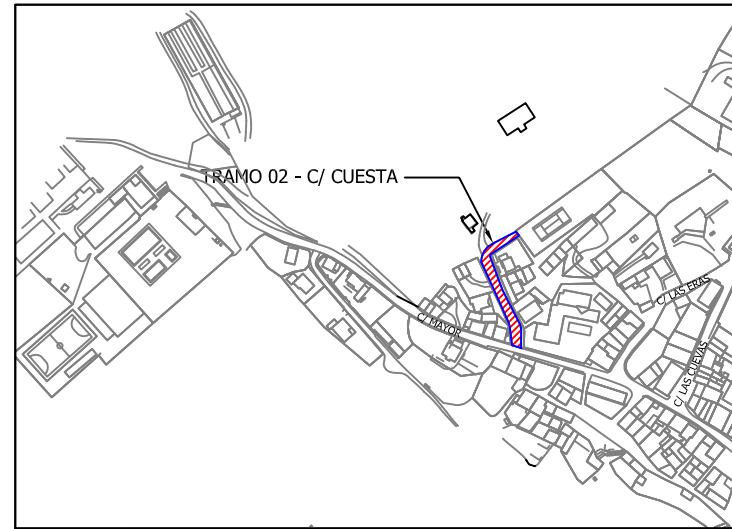 TRAMO 02 - C/ CUESTA
C/ LAS ERAS
C/ MAYOR
C/ LAS CUEVAS